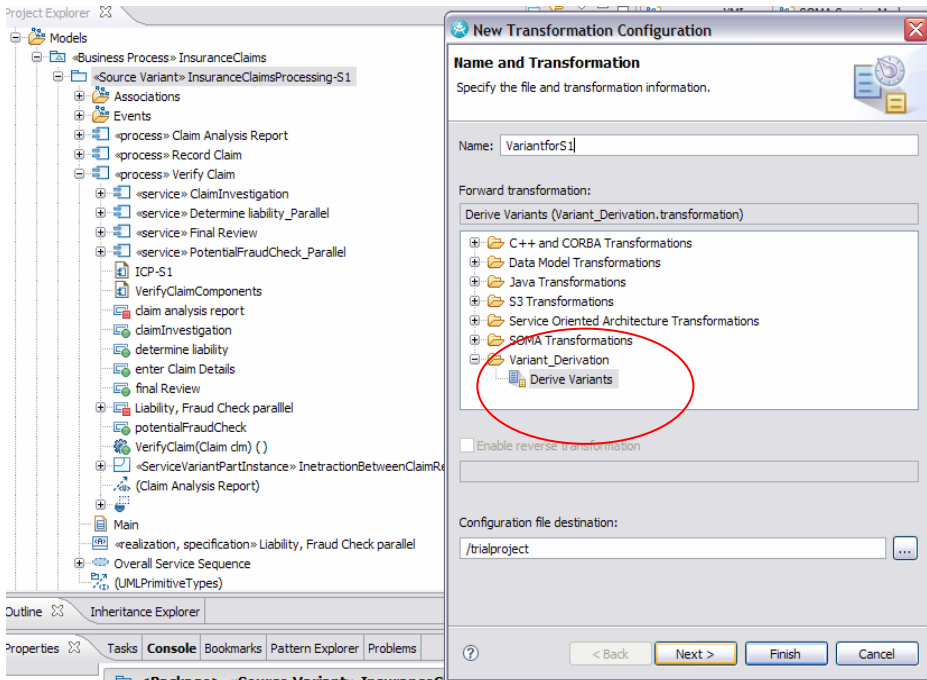 Project Explorer
Models
«Business Process» InsuranceClaims
«Source Variant» InsuranceClaimsProcessing-S1
Associations
Events
«process» Claim Analysis Report
«process» Record Claim
«process» Verify Claim
«service» ClaimInvestigation
«service» Determine liability_Parallel
«service» Final Review
«service» PotentialFraudCheck_Parallel
ICP-S1
VerifyClaimComponents
claim analysis report
claimInvestigation
determine liability
enter Claim Details
final Review
Liability, Fraud Check paralllel
potentialFraudCheck
VerifyClaim(Claim clm) ( )
«ServiceVariantPartInstance» InetractionBetweenClaimRe
(Claim Analysis Report)
Main
«realization, specification» Liability, Fraud Check parallel
Overall Service Sequence
(UMLPrimitiveTypes)
Outline Inheritance Explorer
Properties Tasks Console Bookmarks Pattern Explorer Problems
New Transformation Configuration
Name and Transformation
Specify the file and transformation information.
Name: VariantforS1
Forward transformation:
Derive Variants (Variant_Derivation.transformation)
C++ and CORBA Transformations
Data Model Transformations
Java Transformations
S3 Transformations
Service Oriented Architecture Transformations
SOMA Transformations
Variant_Derivation
Derive Variants
Enable reverse transformation
Configuration file destination:
/trialproject
...
< Back Next > Finish Cancel